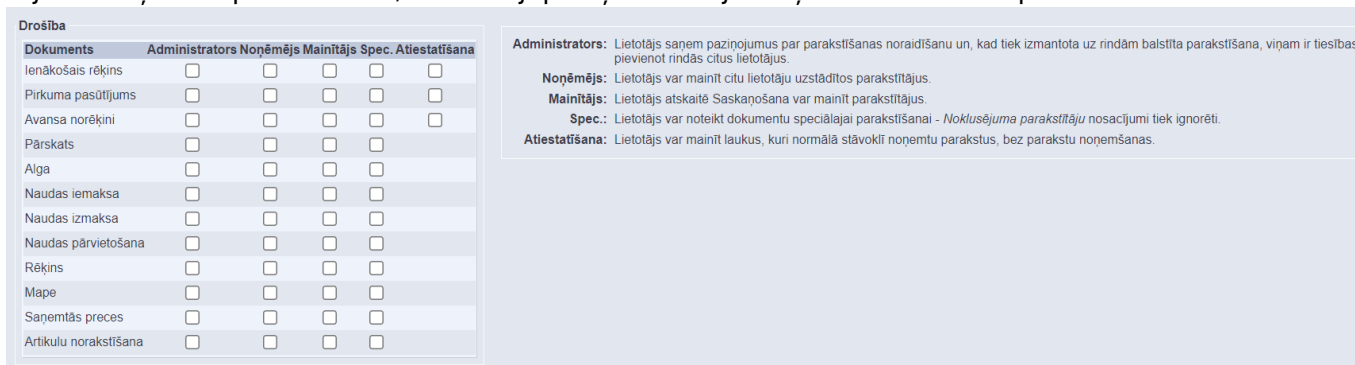 Drošība
Dokuments Administrators Noņēmējs Mainītājs Spec. Atiestatīšana
Ienākošais rēķins
Pirkuma pasūtījums
Avansa norēķini
Pārskats
Alga
Naudas iemaksa
Naudas izmaksa
Naudas pārvietošana
Rēķins
Mape
Saņemtās preces
Artikulu norakstīšana
Administrators: Lietotājs saņem paziņojumus par parakstīšanas noraidīšanu un, kad tiek izmantota uz rindām balstīta parakstīšana, viņam ir tiesības
pievienot rindās citus lietotājus.
Noņēmējs: Lietotājs var mainīt citu lietotāju uzstādītos parakstītājus.
Mainītājs: Lietotājs atskaitē Saskaņošana var mainīt parakstītājus.
Spec.: Lietotājs var noteikt dokumentu speciālajai parakstīšanai - Noklusējuma parakstītāju nosacījumi tiek ignorēti.
Atiestatīšana: Lietotājs var mainīt laukus, kuri normālā stāvoklī noņemtu parakstus, bez parakstu noņemšanas.